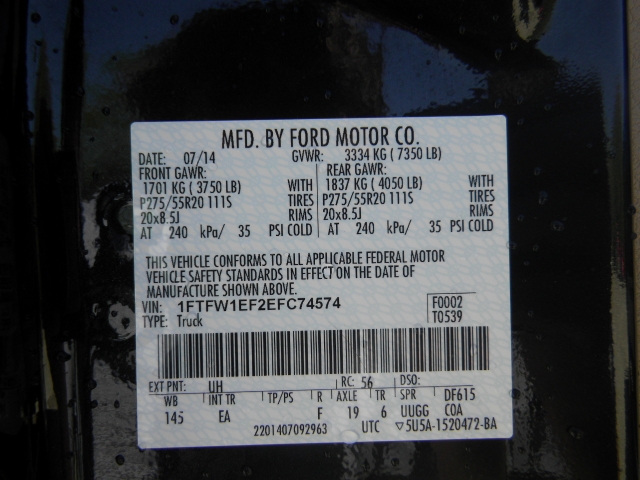 MFD. BY FORD MOTOR CO.
DATE: 07/14 GVWR: 3334 KG ( 7350 LB)
FRONT GAWR: REAR GAWR:
1701 KG ( 3750 LB) WITH 1837 KG ( 4050 LB) WITH
P275/55R20 111S TIRES P275/55R20 111S TIRES
20x8.5J RIMS 20x8.5J RIMS
AT 240 kPa/ 35 PSI COLD AT 240 kPa/ 35 PSI COLD
THIS VEHICLE CONFORMS TO ALL APPLICABLE FEDERAL MOTOR
VEHICLE SAFETY STANDARDS IN EFFECT ON THE DATE OF
MANUFACTURE SHOWN ABOVE.
VIN: 1FTFW1EF2EFC74574 F0002
TYPE: Truck T0539
EXT PNT: UH RC: 56 DSO:
WB INT TR TP/PS R AXLE TR SPR DF615
145 EA F 19 6 UUGG COA
2201407092963 UTC ▽5U5A-1520472-BA